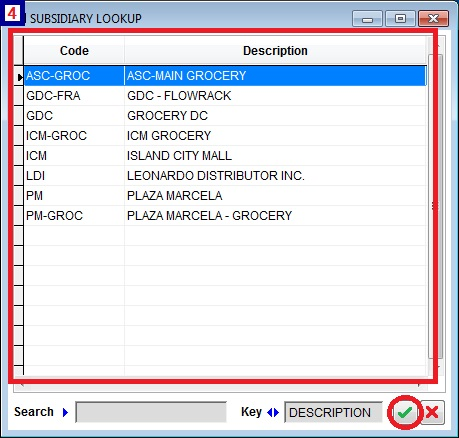 4 SUBSIDIARY LOOKUP
Code Description
ASC-GROC ASC-MAIN GROCERY
GDC-FRA GDC - FLOWRACK
GDC GROCERY DC
ICM-GROC ICM GROCERY
ICM ISLAND CITY MALL
LDI LEONARDO DISTRIBUTOR INC.
PM PLAZA MARCELA
PM-GROC PLAZA MARCELA - GROCERY
Search Key DESCRIPTION